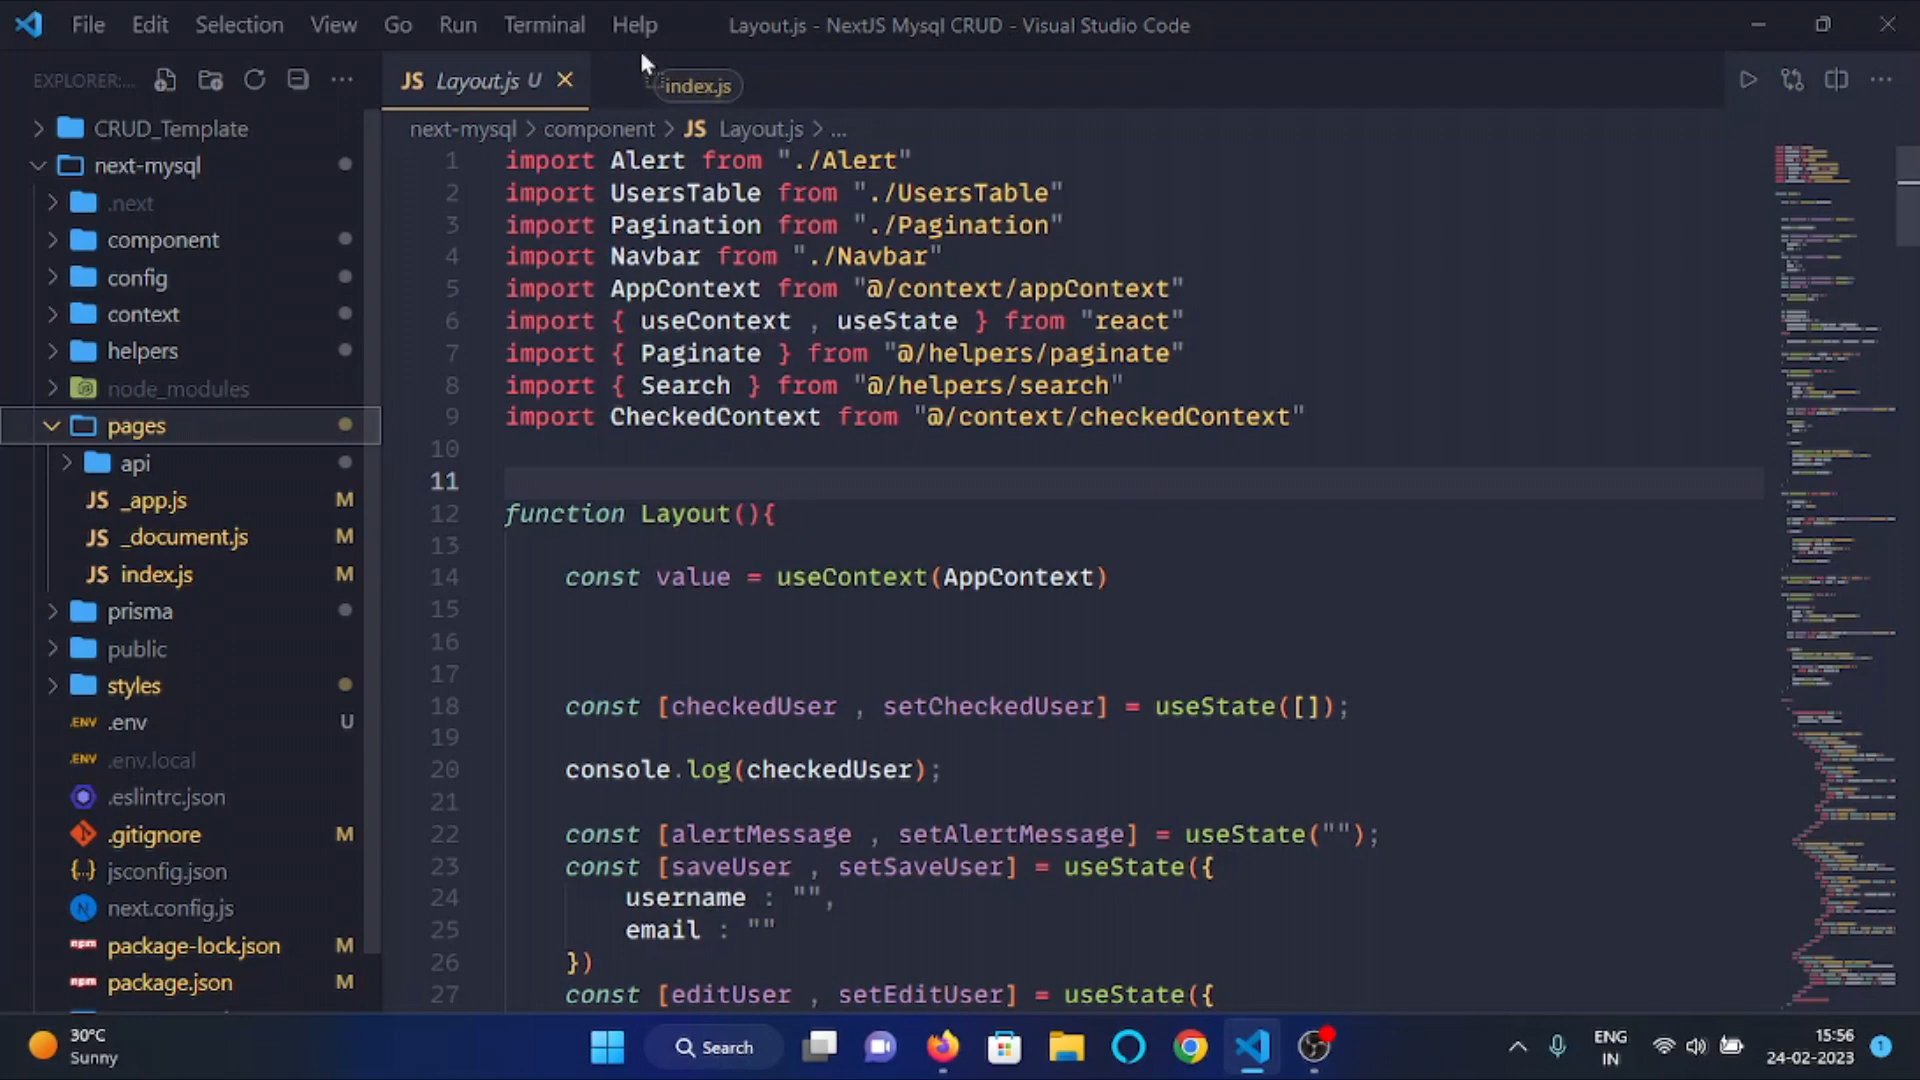 File Edit Selection View Go Run Terminal Help
Layout.js - NextJS Mysql CRUD - Visual Studio Code
EXPLORER:...
JS Layout.js U
index.js
next-mysql > component > JS Layout.js > ...
CRUD_Template
next-mysql
.next
component
config
context
helpers
node_modules
pages
api
JS _app.js M
JS _document.js M
JS index.js M
prisma
public
styles
.ENV .env U
.ENV .env.local
.eslintrc.json
.gitignore M
{..} jsconfig.json
N next.config.js
npm package-lock.json M
npm package.json M
1 import Alert from "./Alert"
2 import UsersTable from "./UsersTable"
3 import Pagination from "./Pagination"
4 import Navbar from "./Navbar"
5 import AppContext from "@/context/appContext"
6 import { useContext , useState } from "react"
7 import { Paginate } from "@/helpers/paginate"
8 import { Search } from "@/helpers/search"
9 import CheckedContext from "@/context/checkedContext"
10
11
12 function Layout(){
13
14 const value = useContext(AppContext)
15
16
17
18 const [checkedUser , setCheckedUser] = useState([]);
19
20 console.log(checkedUser);
21
22 const [alertMessage , setAlertMessage] = useState("");
23 const [saveUser , setSaveUser] = useState({
24 username : "",
25 email : ""
26 })
27 const [editUser , setEditUser] = useState({
30°C
Sunny
Search
ENG
IN
15:56
24-02-2023
1